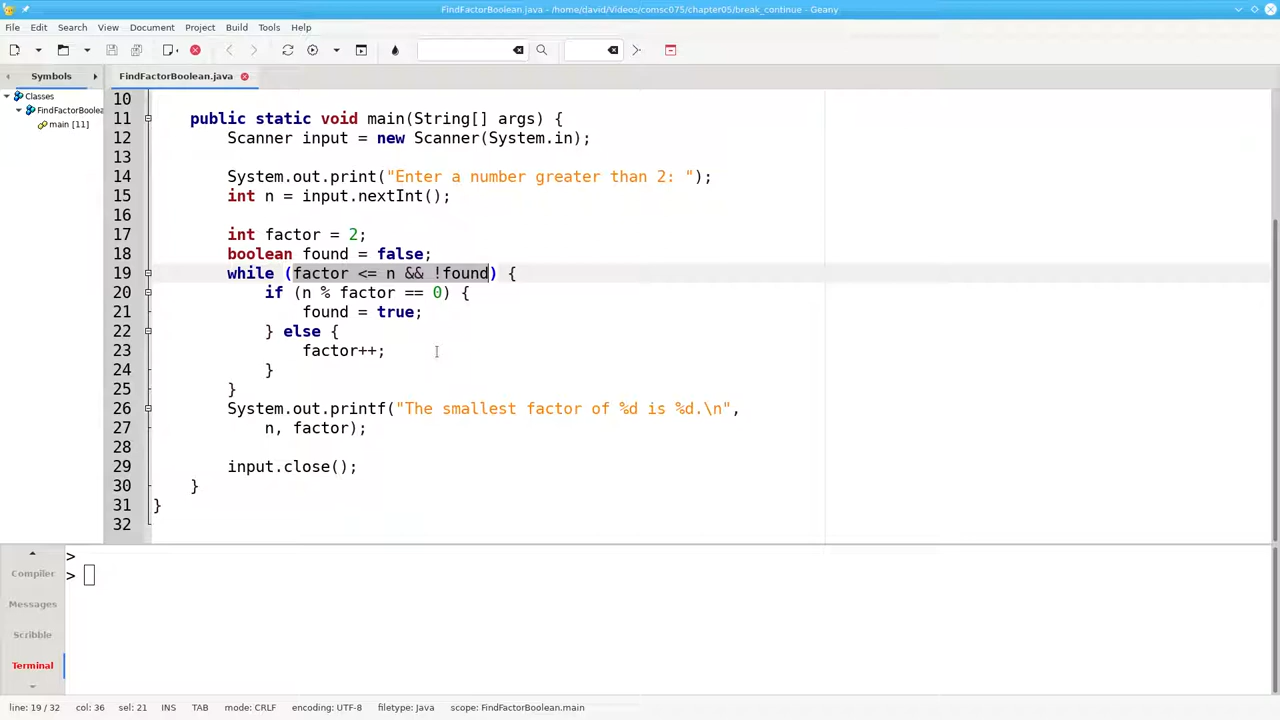 FindFactorBoolean.java - /home/david/Videos/comsc075/chapter05/break_continue - Geany
File Edit Search View Document Project Build Tools Help
Symbols FindFactorBoolean.java
Classes
FindFactorBoolea
main [11]
10
11 public static void main(String[] args) {
12 Scanner input = new Scanner(System.in);
13
14 System.out.print("Enter a number greater than 2: ");
15 int n = input.nextInt();
16
17 int factor = 2;
18 boolean found = false;
19 while (factor <= n && !found) {
20 if (n % factor == 0) {
21 found = true;
22 } else {
23 factor++;
24 }
25 }
26 System.out.printf("The smallest factor of %d is %d.\n",
27 n, factor);
28
29 input.close();
30 }
31 }
32
>
>
Compiler
Messages
Scribble
Terminal
line: 19 / 32 col: 36 sel: 21 INS TAB mode: CRLF encoding: UTF-8 filetype: Java scope: FindFactorBoolean.main